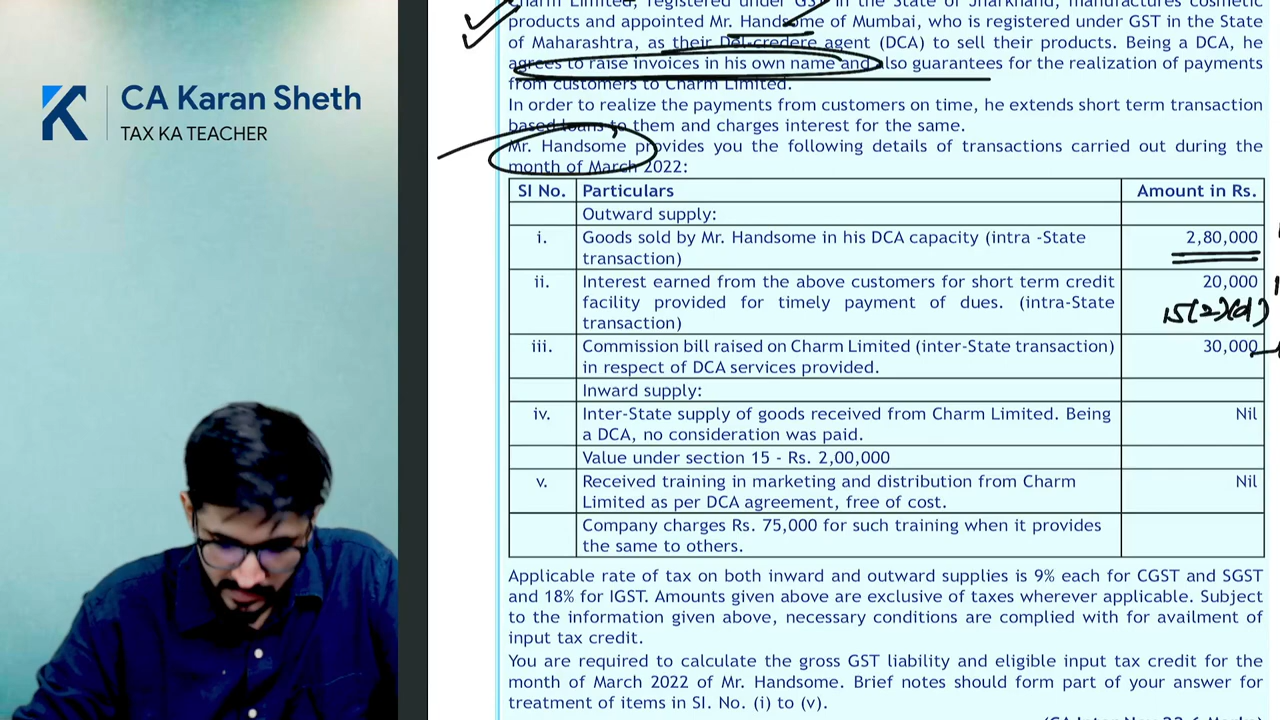 CA Karan Sheth
TAX KA TEACHER
Charm Limited, registered under GST in the State of Jharkhand, manufactures cosmetic
products and appointed Mr. Handsome of Mumbai, who is registered under GST in the State
of Maharashtra, as their Del-credere agent (DCA) to sell their products. Being a DCA, he
agrees to raise invoices in his own name and also guarantees for the realization of payments
from customers to Charm Limited.
In order to realize the payments from customers on time, he extends short term transaction
based loans to them and charges interest for the same.
Mr. Handsome provides you the following details of transactions carried out during the
month of March 2022:
SI No. Particulars Amount in Rs.
Outward supply:
i. Goods sold by Mr. Handsome in his DCA capacity (intra -State 2,80,000
transaction)
ii. Interest earned from the above customers for short term credit 20,000
facility provided for timely payment of dues. (intra-State
15(2)(d)
transaction)
iii. Commission bill raised on Charm Limited (inter-State transaction) 30,000
in respect of DCA services provided.
Inward supply:
iv. Inter-State supply of goods received from Charm Limited. Being Nil
a DCA, no consideration was paid.
Value under section 15 - Rs. 2,00,000
v. Received training in marketing and distribution from Charm Nil
Limited as per DCA agreement, free of cost.
Company charges Rs. 75,000 for such training when it provides
the same to others.
Applicable rate of tax on both inward and outward supplies is 9% each for CGST and SGST
and 18% for IGST. Amounts given above are exclusive of taxes wherever applicable. Subject
to the information given above, necessary conditions are complied with for availment of
input tax credit.
You are required to calculate the gross GST liability and eligible input tax credit for the
month of March 2022 of Mr. Handsome. Brief notes should form part of your answer for
treatment of items in SI. No. (i) to (v).